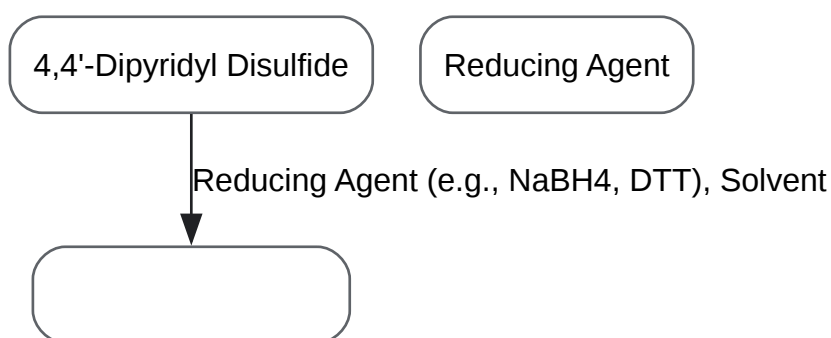 4,4'-Dipyridyl Disulfide
Reducing Agent
Reducing Agent (e.g., NaBH4, DTT), Solvent